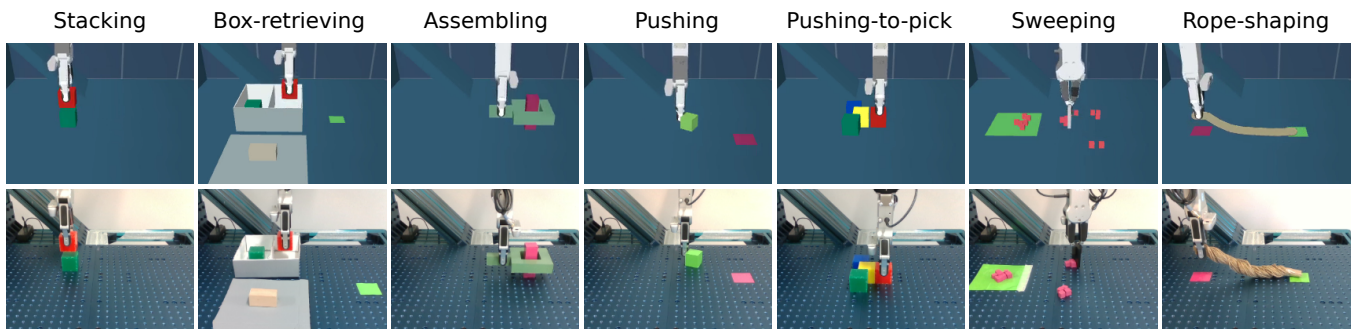 Stacking
Box-retrieving
Assembling
Pushing
Pushing-to-pick
Sweeping
Rope-shaping